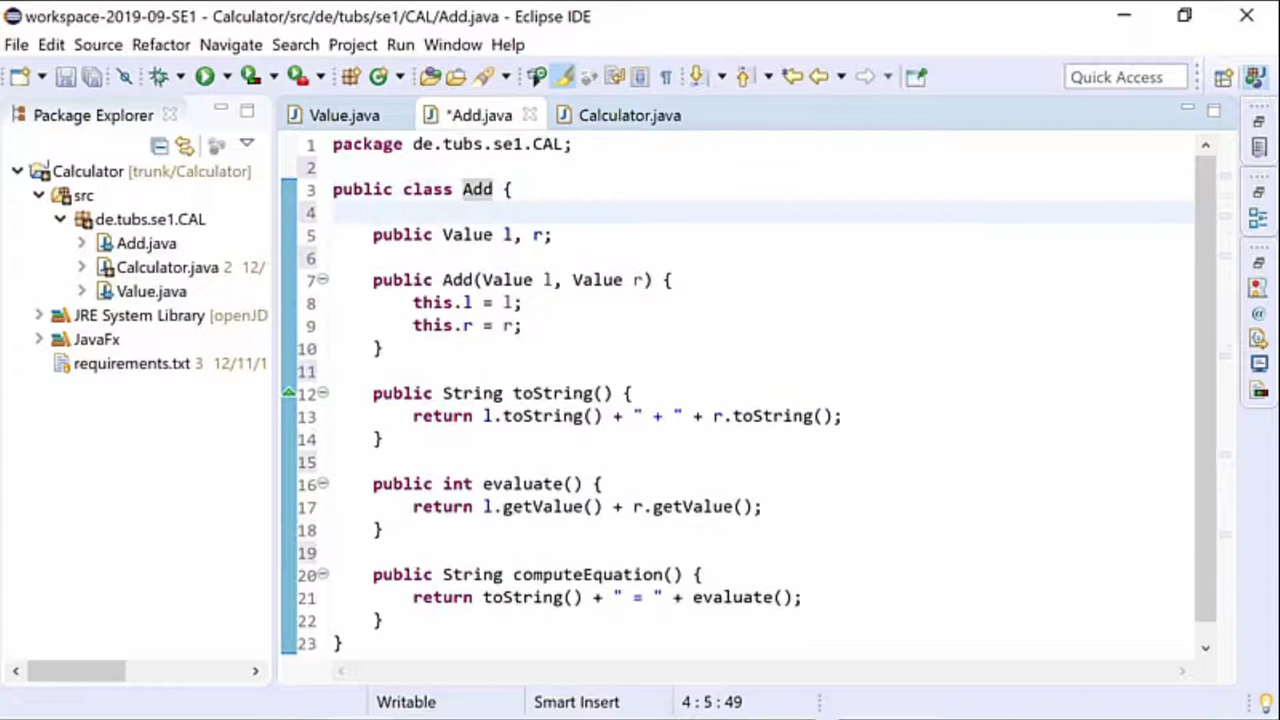 workspace-2019-09-SE1 - Calculator/src/de/tubs/se1/CAL/Add.java - Eclipse IDE
File Edit Source Refactor Navigate Search Project Run Window Help
Quick Access
Package Explorer
Value.java
*Add.java
Calculator.java
Calculator [trunk/Calculator]
src
de.tubs.se1.CAL
Add.java
Calculator.java 2 12/
Value.java
JRE System Library [openJD
JavaFx
requirements.txt 3 12/11/1
1 package de.tubs.se1.CAL;
2
3 public class Add {
4
5 public Value l, r;
6
7 public Add(Value l, Value r) {
8 this.l = l;
9 this.r = r;
10 }
11
12 public String toString() {
13 return l.toString() + " + " + r.toString();
14 }
15
16 public int evaluate() {
17 return l.getValue() + r.getValue();
18 }
19
20 public String computeEquation() {
21 return toString() + " = " + evaluate();
22 }
23 }
Writable
Smart Insert
4 : 5 : 49